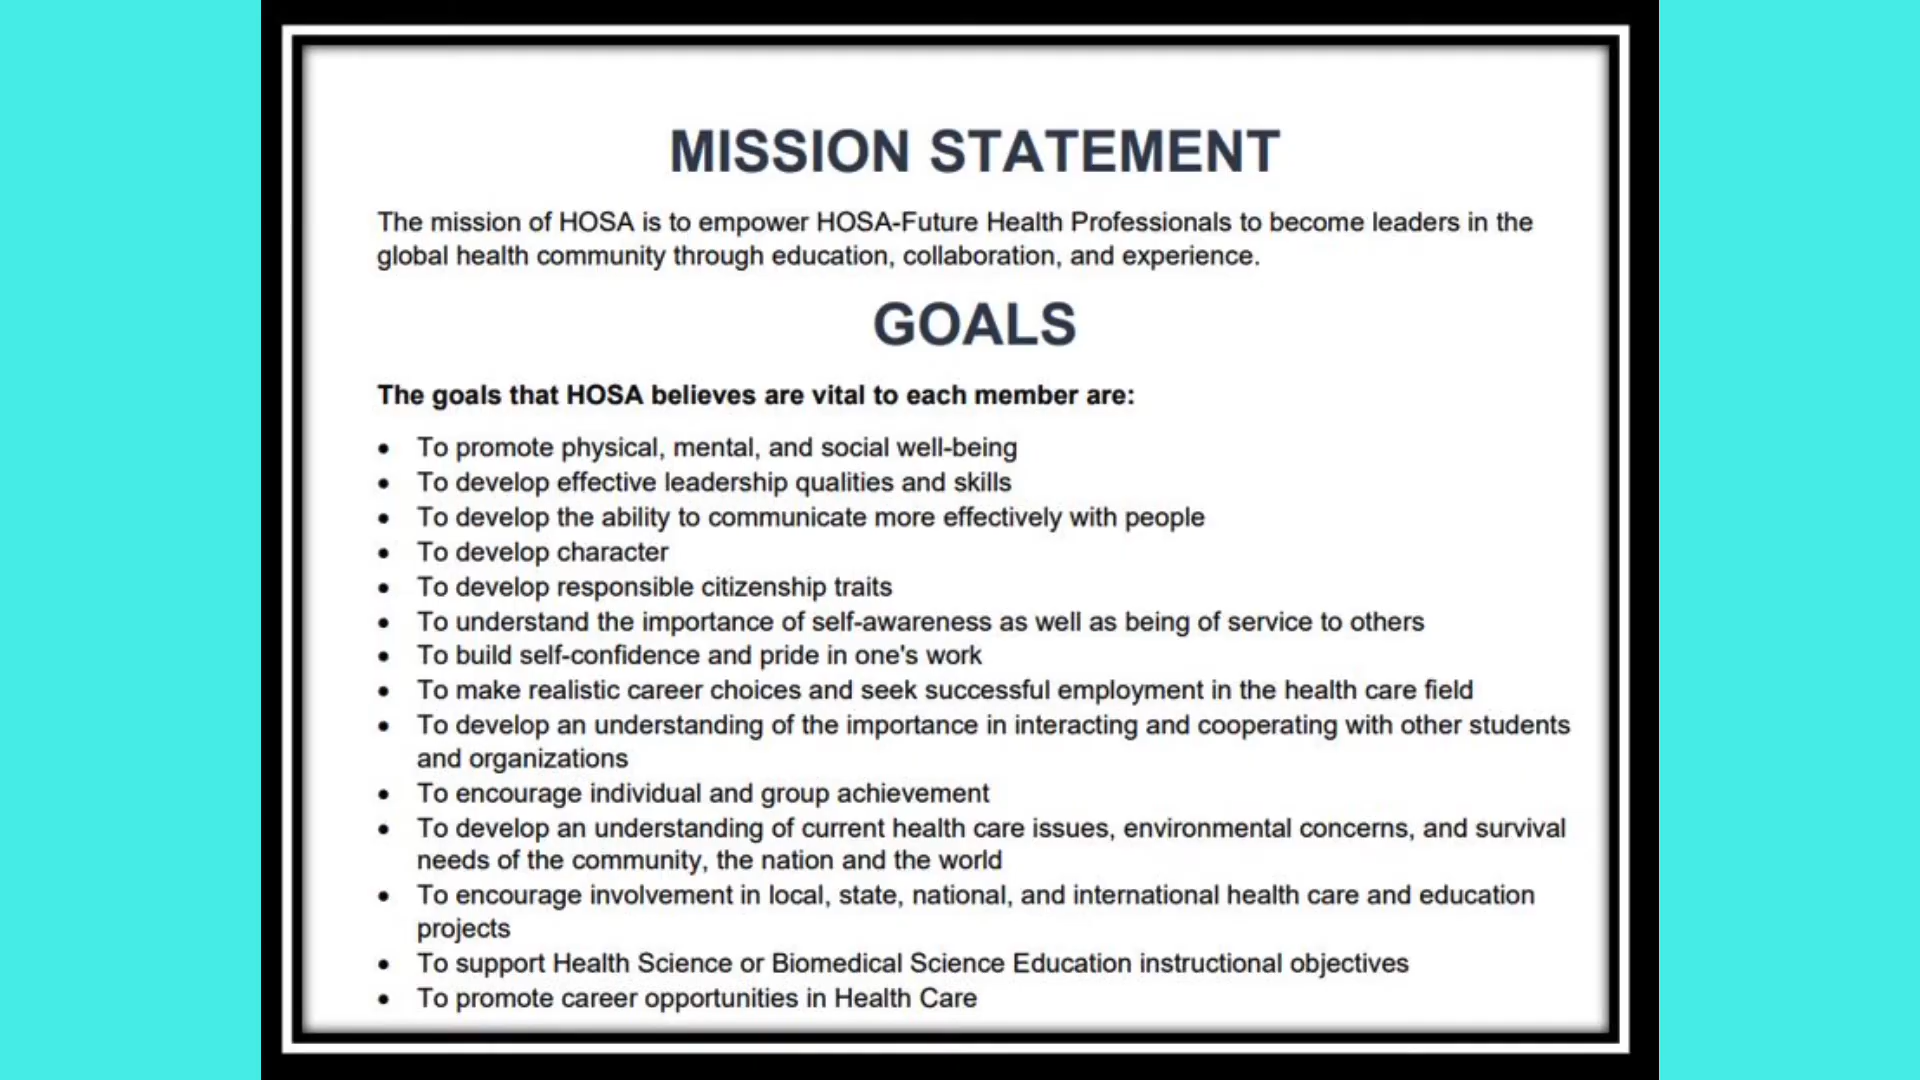 MISSION STATEMENT
The mission of HOSA is to empower HOSA-Future Health Professionals to become leaders in the
global health community through education, collaboration, and experience.
GOALS
The goals that HOSA believes are vital to each member are:
• To promote physical, mental, and social well-being
• To develop effective leadership qualities and skills
• To develop the ability to communicate more effectively with people
• To develop character
• To develop responsible citizenship traits
• To understand the importance of self-awareness as well as being of service to others
• To build self-confidence and pride in one's work
• To make realistic career choices and seek successful employment in the health care field
• To develop an understanding of the importance in interacting and cooperating with other students
and organizations
• To encourage individual and group achievement
• To develop an understanding of current health care issues, environmental concerns, and survival
needs of the community, the nation and the world
• To encourage involvement in local, state, national, and international health care and education
projects
• To support Health Science or Biomedical Science Education instructional objectives
• To promote career opportunities in Health Care